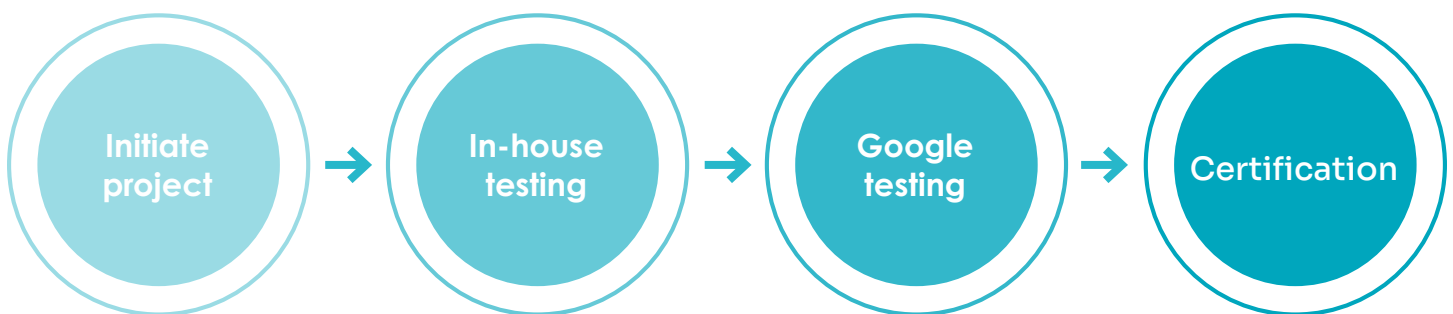 Initiate
project
In-house
testing
Google
testing
Certification